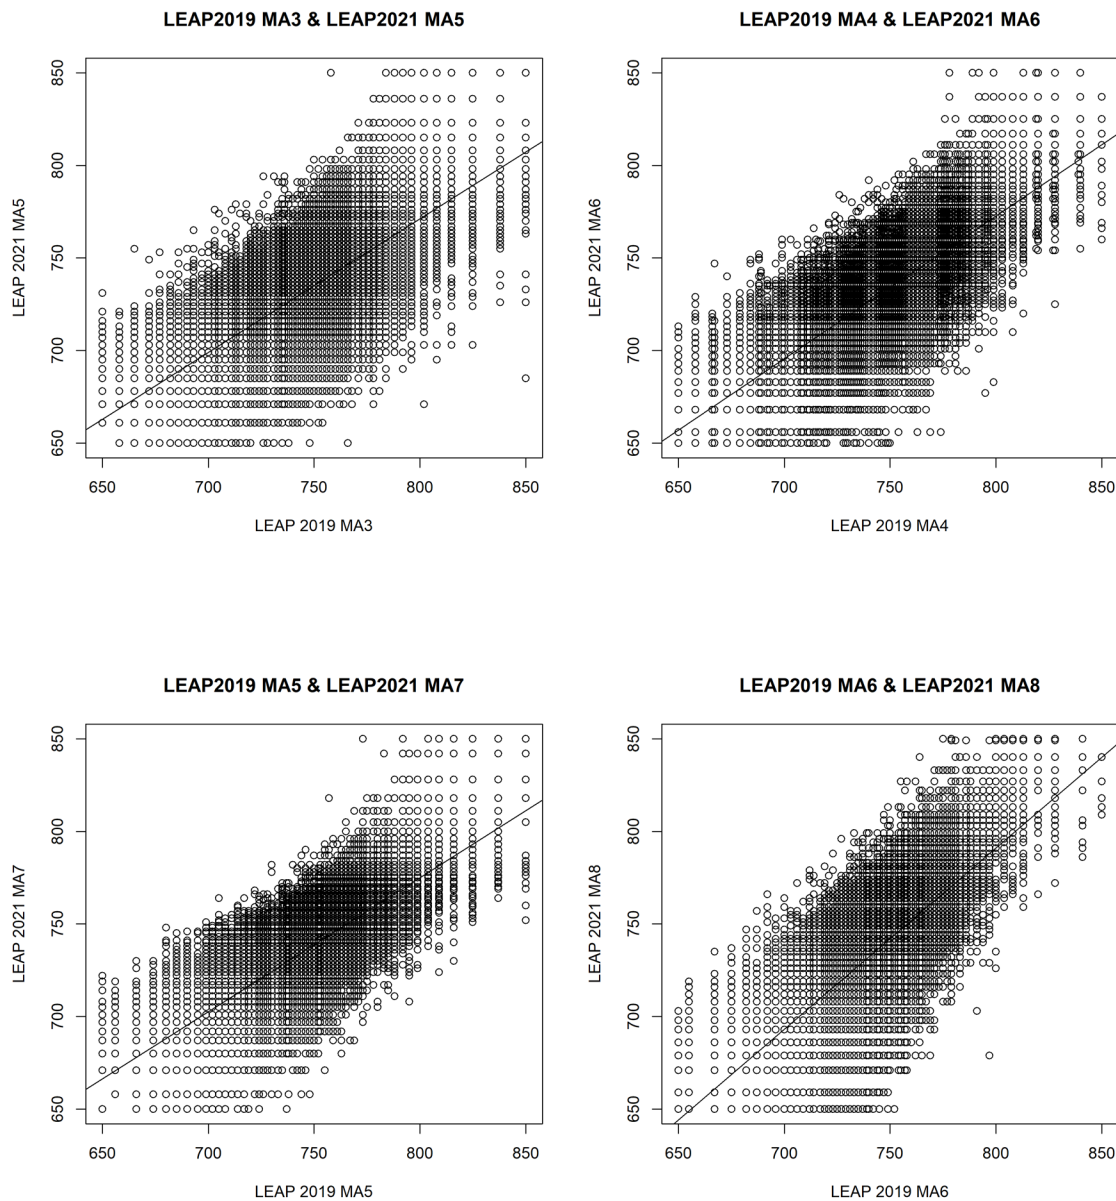 LEAP2019 MA3 & LEAP2021 MA5
LEAP 2021 MA5
850
800
750
700
650
650 700 750 800 850
LEAP 2019 MA3
LEAP2019 MA4 & LEAP2021 MA6
LEAP 2021 MA6
850
800
750
700
650
650 700 750 800 850
LEAP 2019 MA4
LEAP2019 MA5 & LEAP2021 MA7
LEAP 2021 MA7
850
800
750
700
650
650 700 750 800 850
LEAP 2019 MA5
LEAP2019 MA6 & LEAP2021 MA8
LEAP 2021 MA8
850
800
750
700
650
650 700 750 800 850
LEAP 2019 MA6